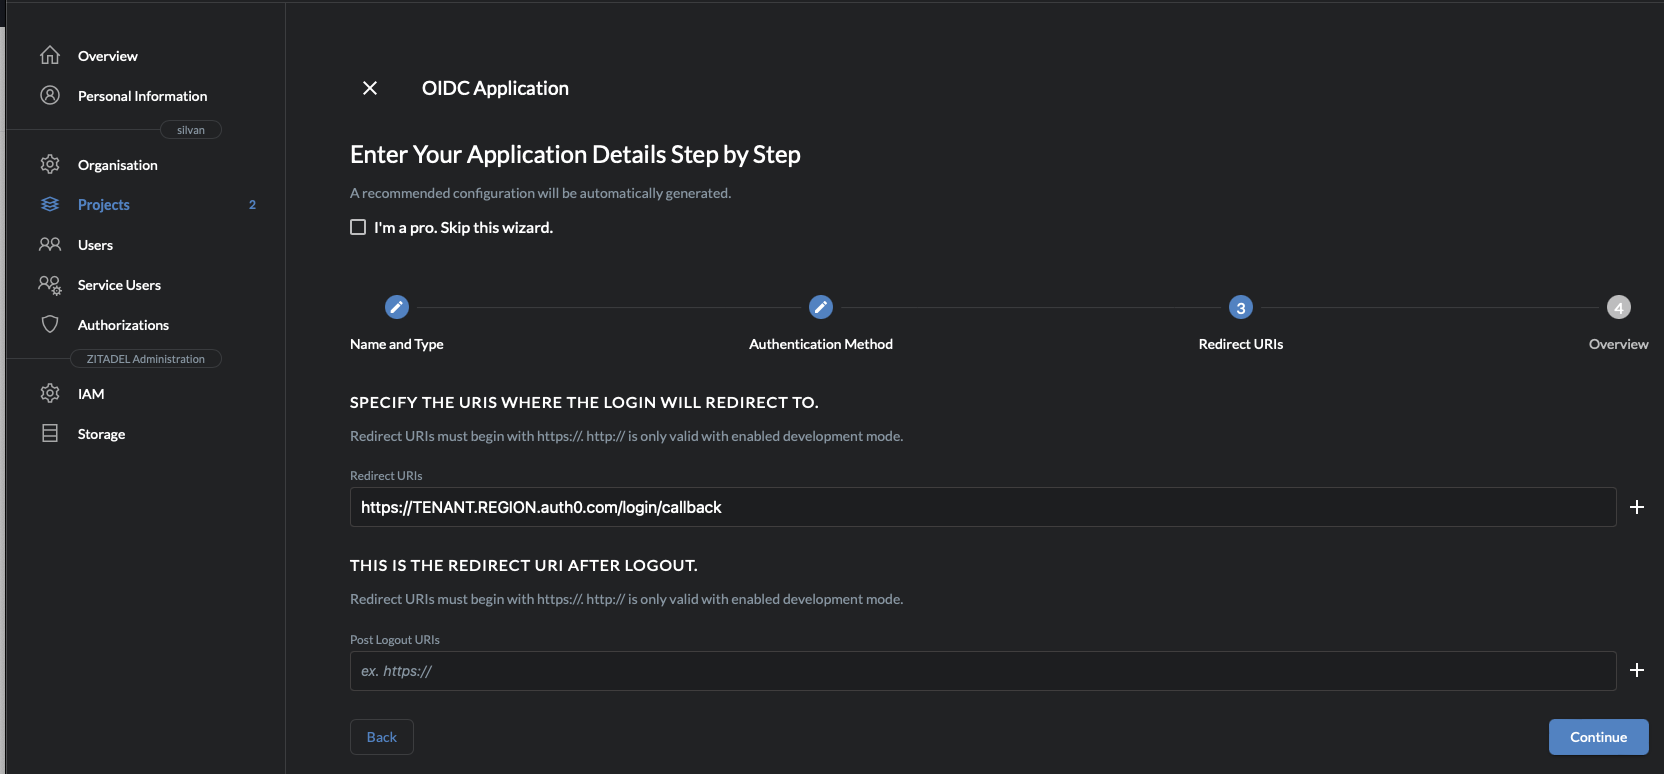 Overview
Personal Information
silvan
Organisation
Projects 2
Users
Service Users
Authorizations
ZITADEL Administration
IAM
Storage
OIDC Application
Enter Your Application Details Step by Step
A recommended configuration will be automatically generated.
I'm a pro. Skip this wizard.
3
4
Name and Type
Authentication Method
Redirect URIs
Overview
SPECIFY THE URIS WHERE THE LOGIN WILL REDIRECT TO.
Redirect URIs must begin with https://. http:// is only valid with enabled development mode.
Redirect URIs
https://TENANT.REGION.auth0.com/login/callback
THIS IS THE REDIRECT URI AFTER LOGOUT.
Redirect URIs must begin with https://. http:// is only valid with enabled development mode.
Post Logout URIs
ex. https://
Back
Continue